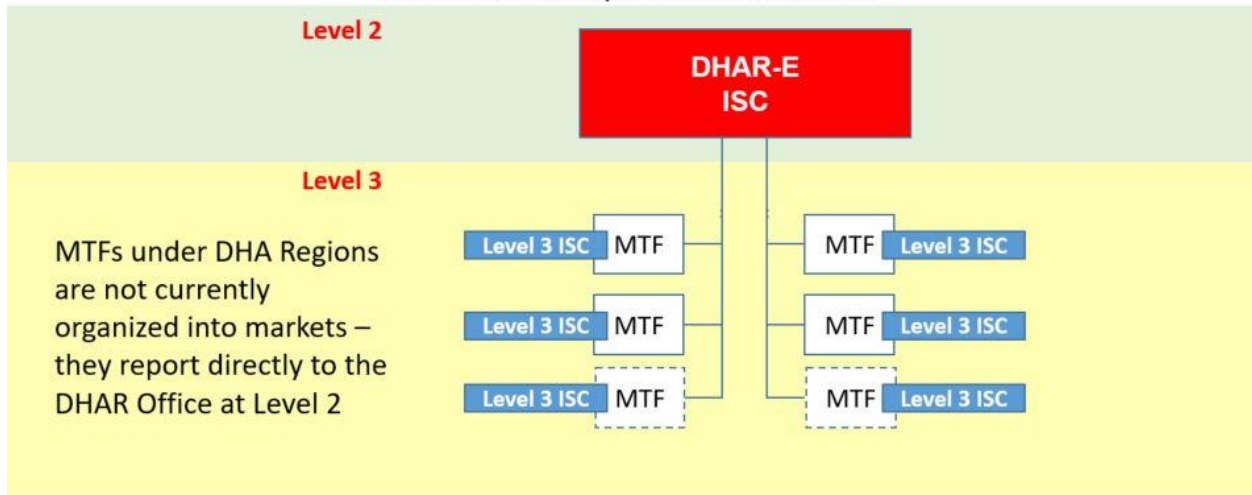 Level 2
DHAR-E
ISC
Level 3
MTFs under DHA Regions
are not currently
organized into markets –
they report directly to the
DHAR Office at Level 2
Level 3 ISC MTF MTF Level 3 ISC
Level 3 ISC MTF MTF Level 3 ISC
Level 3 ISC MTF MTF Level 3 ISC